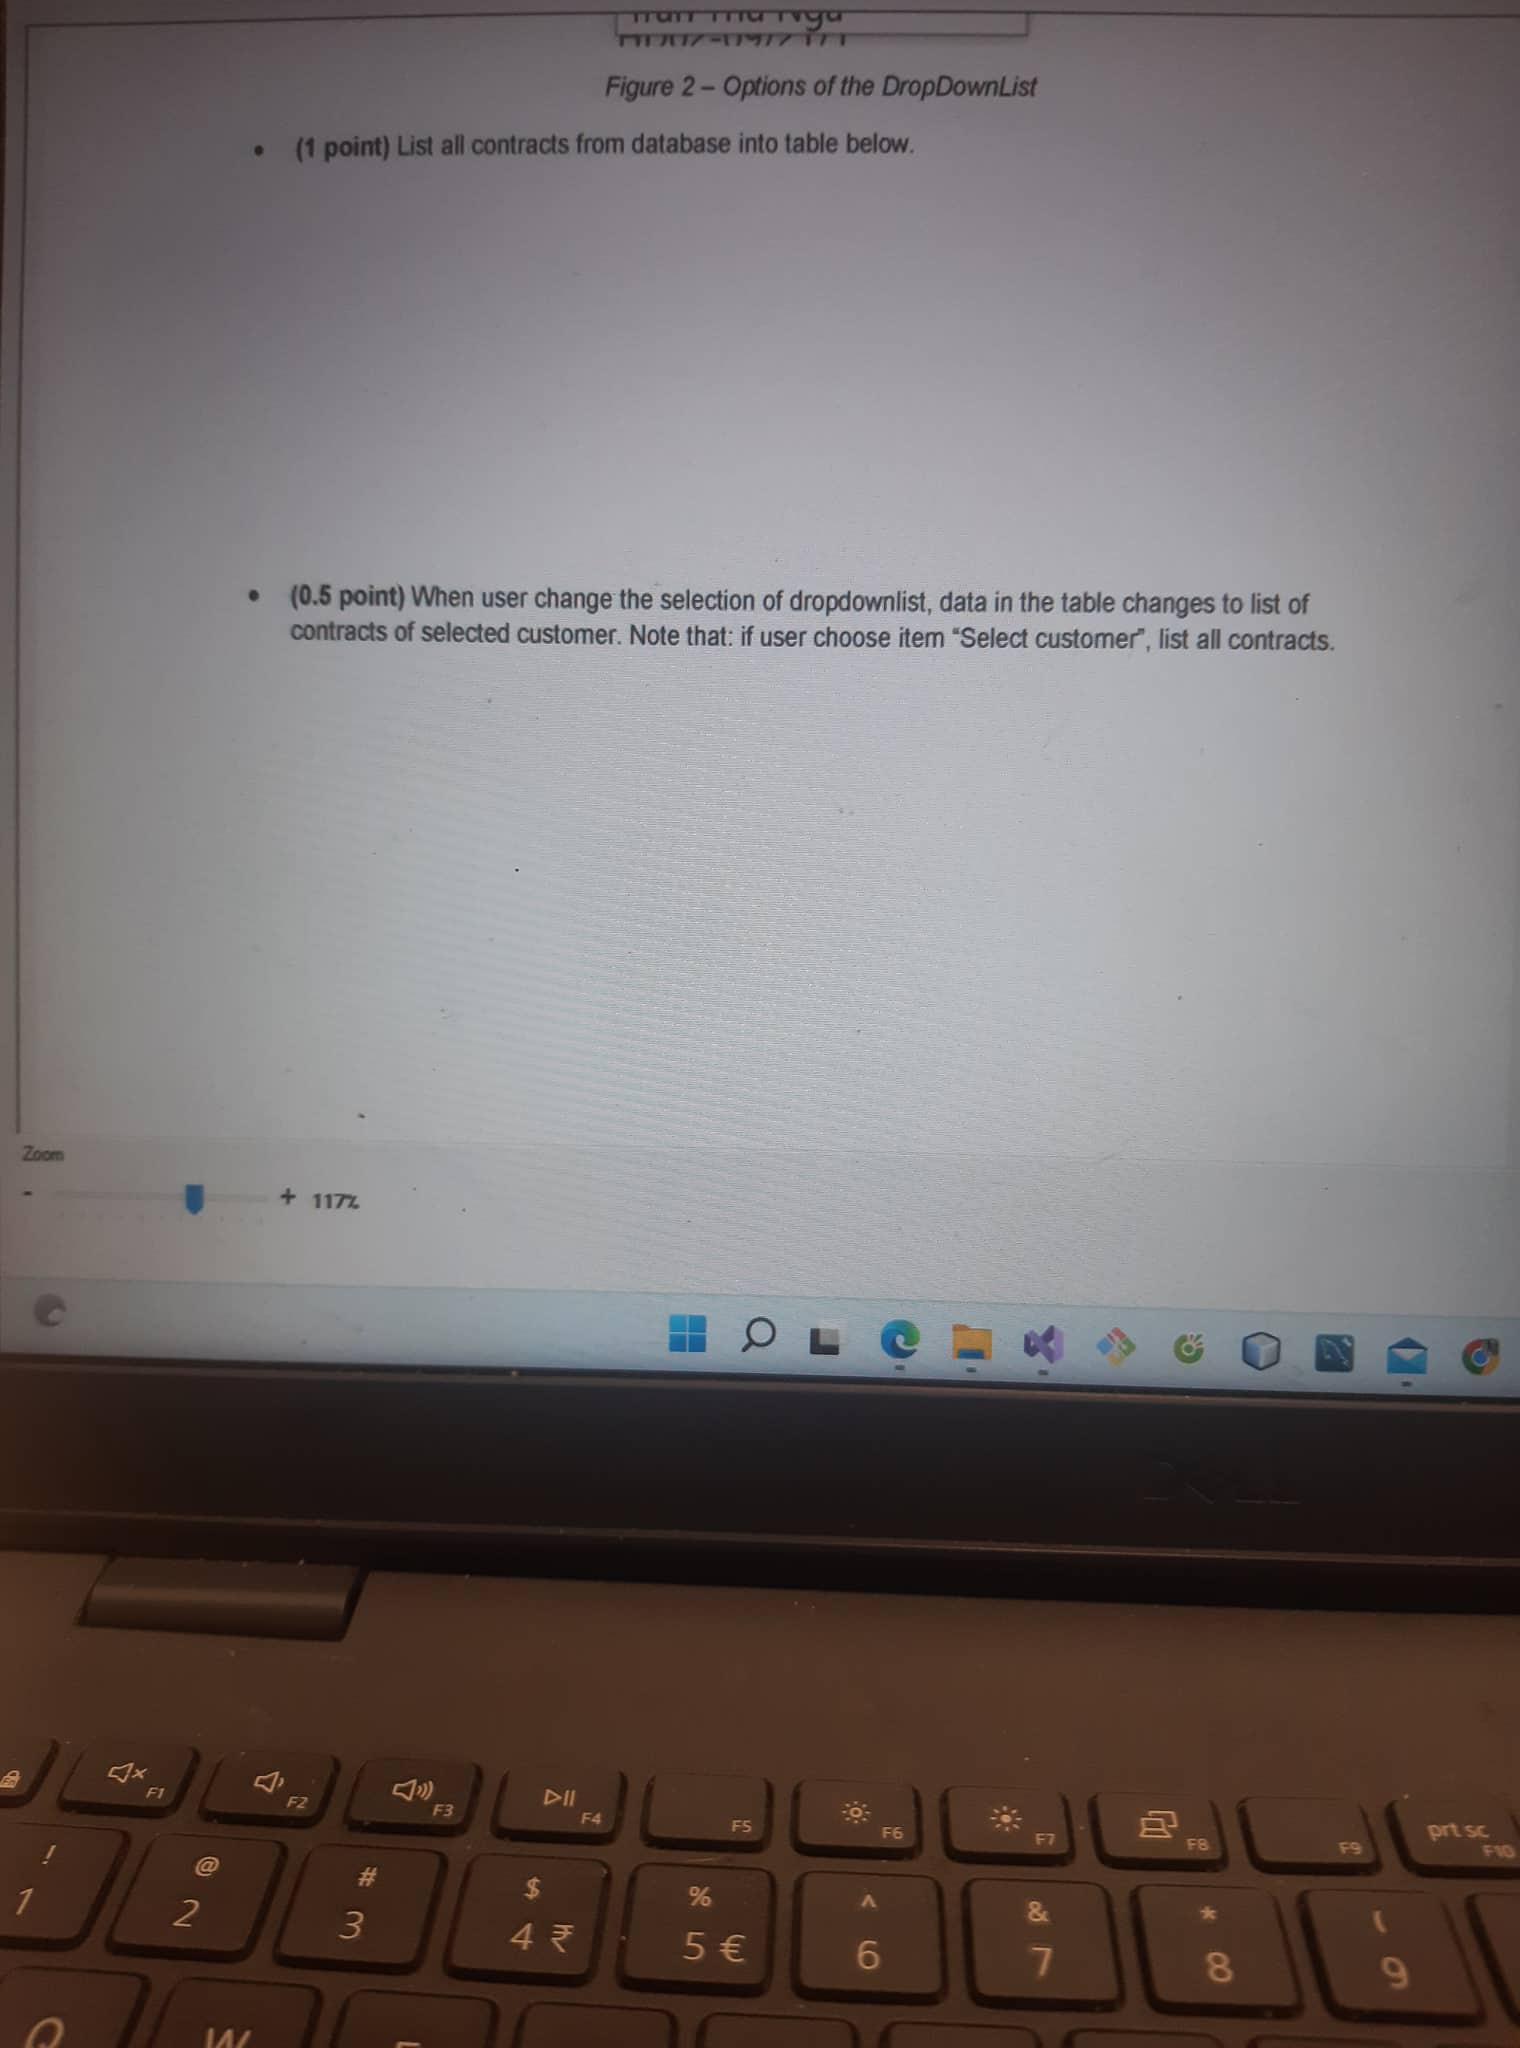 Figure 2 – Options of the DropDownList
• (1 point) List all contracts from database into table below.
• (0.5 point) When user change the selection of dropdownlist, data in the table changes to list of
contracts of selected customer. Note that: if user choose item “Select customer”, list all contracts.
Zoom
- + 117%
F1 F2 F3 F4 F5 F6 F7 F8 F9 prt sc F10
! @ # $ % ^ & * (
1 2 3 4 ₹ 5 € 6 7 8 9
Q W